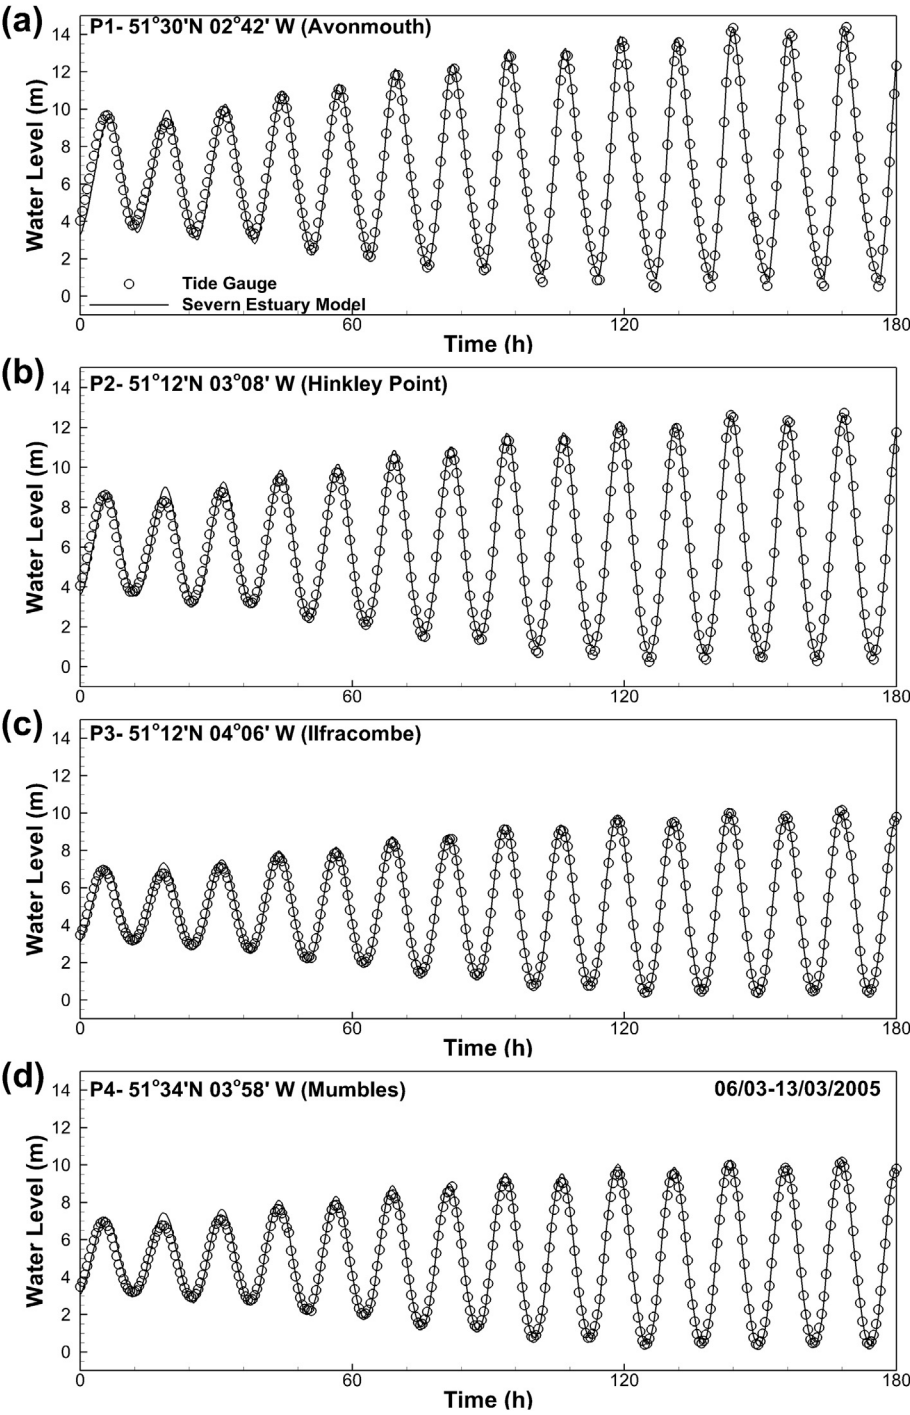 (a)
P1- 51°30'N 02°42' W (Avonmouth)
Water Level (m)
14
12
10
8
6
4
2
0
Tide Gauge
Severn Estuary Model
0 60 120 180
Time (h)
(b)
P2- 51°12'N 03°08' W (Hinkley Point)
Water Level (m)
14
12
10
8
6
4
2
0
0 60 120 180
Time (h)
(c)
P3- 51°12'N 04°06' W (Ilfracombe)
Water Level (m)
14
12
10
8
6
4
2
0
0 60 120 180
Time (h)
(d)
P4- 51°34'N 03°58' W (Mumbles) 06/03-13/03/2005
Water Level (m)
14
12
10
8
6
4
2
0
0 60 120 180
Time (h)